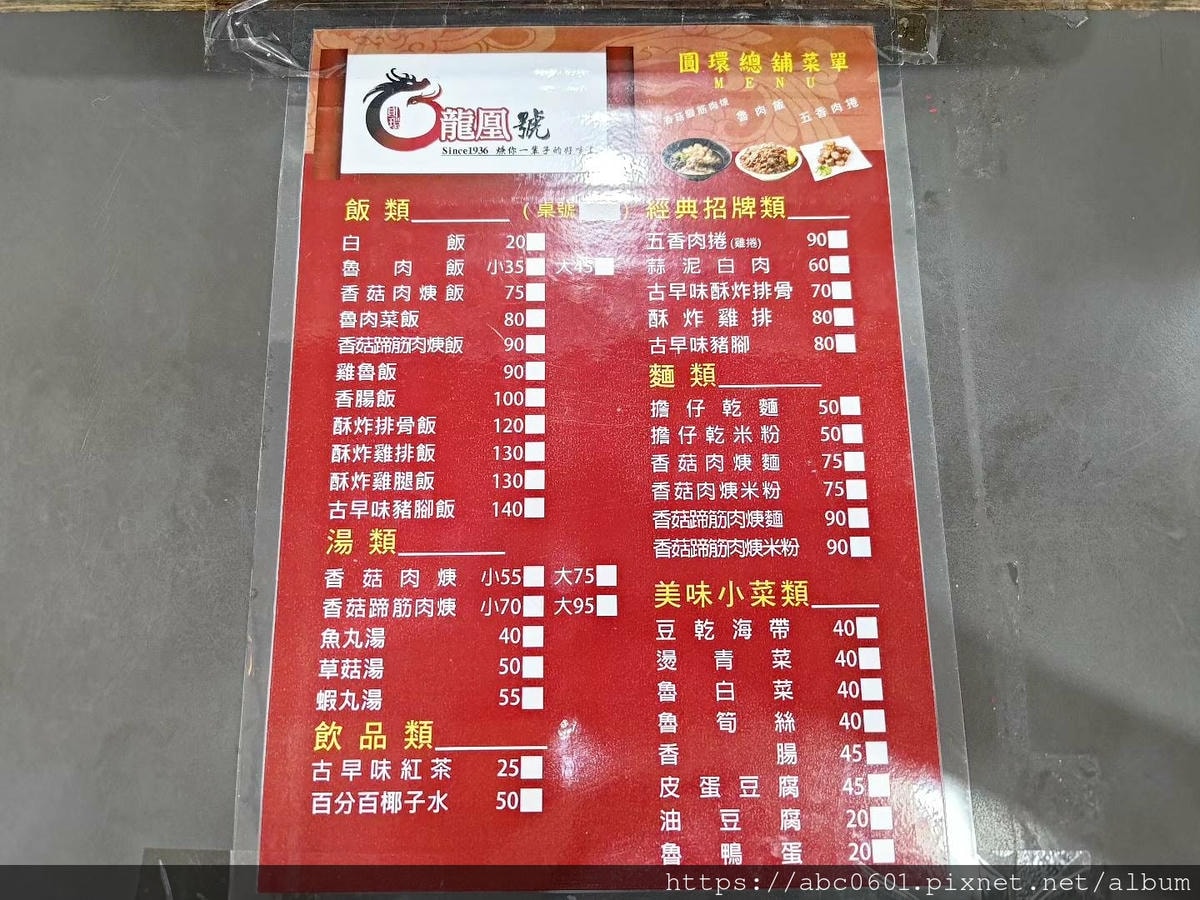 圓環總舖菜單
MENU
香菇蹄筋肉焿
魯肉飯
五香肉捲
龍凰號
Since1936
飯類
(桌號 )
白飯 20
魯肉飯 小35 大45
香菇肉焿飯 75
魯肉菜飯 80
香菇蹄筋肉焿飯 90
雞魯飯 90
香腸飯 100
酥炸排骨飯 120
酥炸雞排飯 130
酥炸雞腿飯 130
古早味豬腳飯 140
湯類
香菇肉焿 小55 大75
香菇蹄筋肉焿 小70 大95
魚丸湯 40
草菇湯 50
蝦丸湯 55
飲品類
古早味紅茶 25
百分百椰子水 50
經典招牌類
五香肉捲(雞捲) 90
蒜泥白肉 60
古早味酥炸排骨 70
酥炸雞排 80
古早味豬腳 80
麵類
擔仔乾麵 50
擔仔乾米粉 50
香菇肉焿麵 75
香菇肉焿米粉 75
香菇蹄筋肉焿麵 90
香菇蹄筋肉焿米粉 90
美味小菜類
豆乾海帶 40
燙青菜 40
魯白菜 40
魯筍絲 40
香腸 45
皮蛋豆腐 45
油豆腐 20
魯鴨蛋 20
https://abc0601.pixnet.net/album